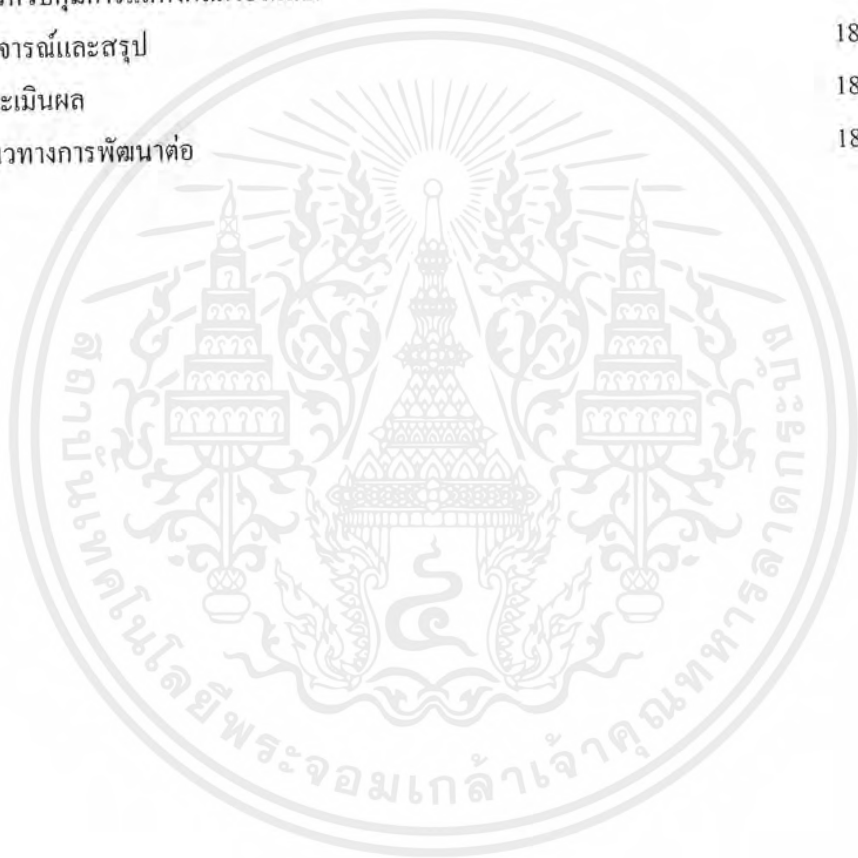 จารณ์และสรุป 18
ะเมินผล 18
วทางการพัฒนาต่อ 18
สถาบันเทคโนโลยีพระจอมเกล้าเจ้าคุณทหารลาดกระบัง